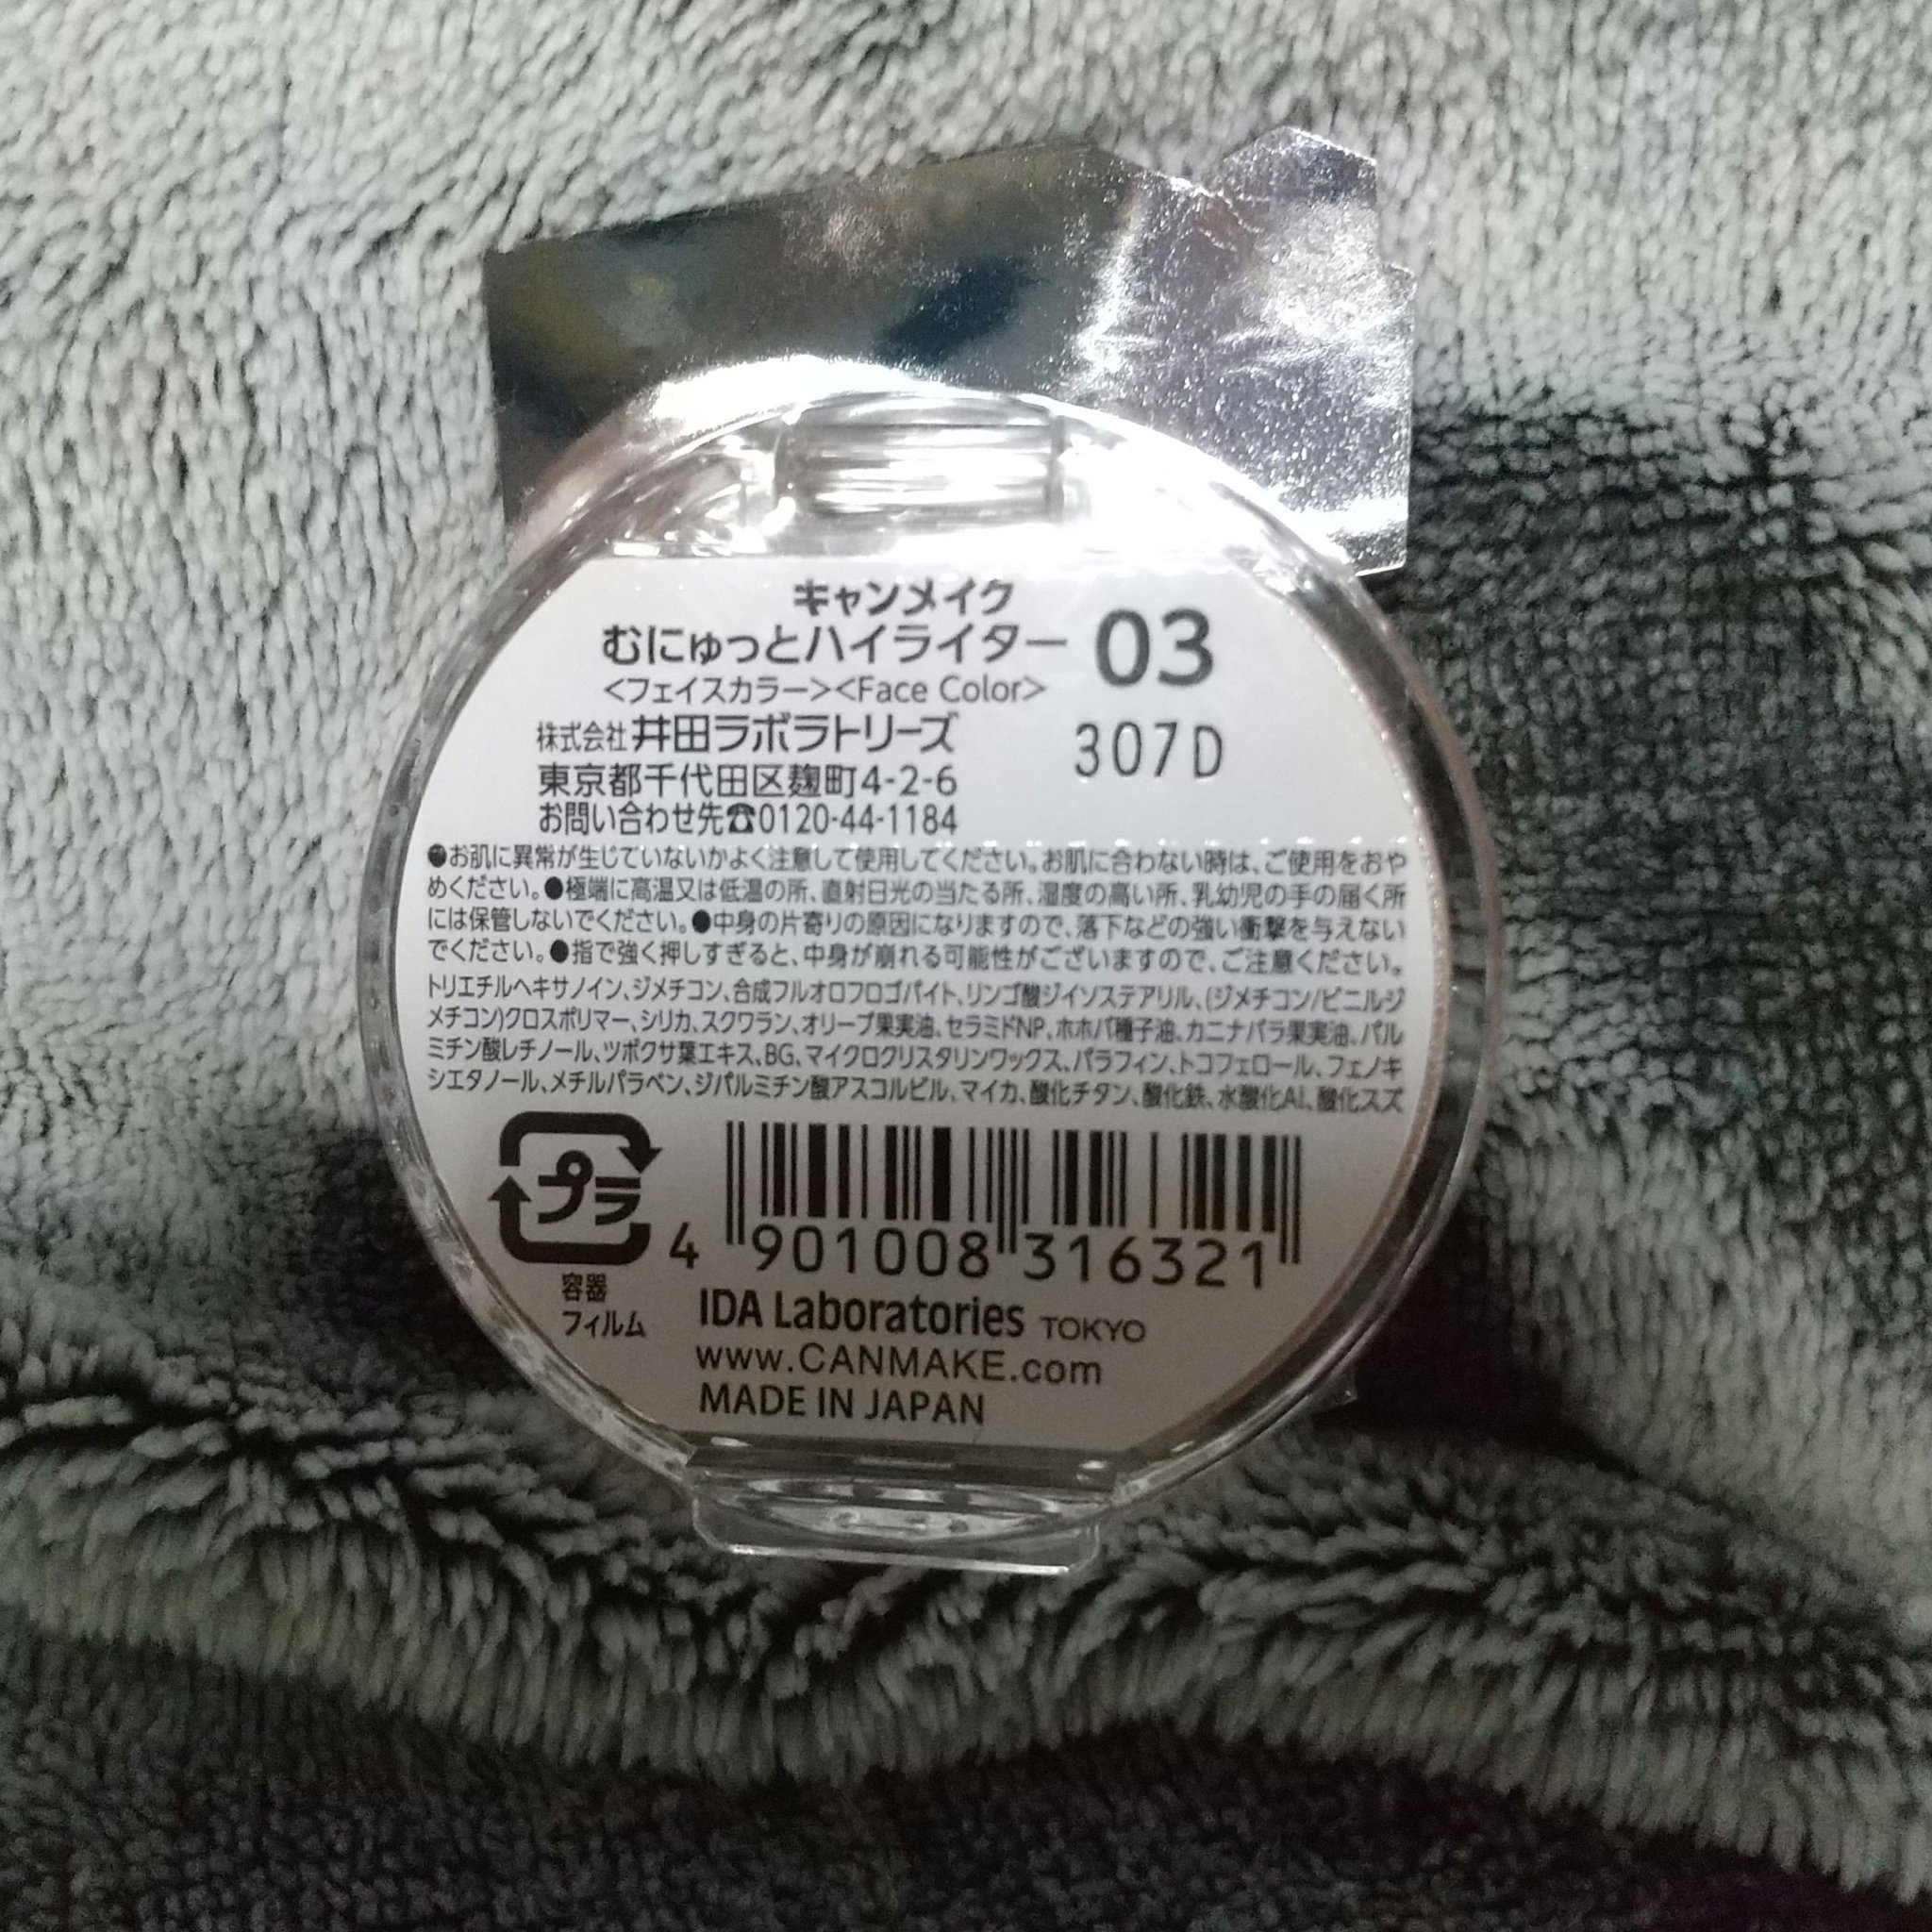 キャンメイク
むにゅっとハイライター 03
<フェイスカラー><Face Color>
株式会社井田ラボラトリーズ
307D
東京都千代田区麹町4-2-6
お問い合わせ先☎0120-44-1184
●お肌に異常が生じていないかよく注意して使用してください。お肌に合わない時は、ご使用をおや
めください。●極端に高温又は低温の所、直射日光の当たる所、湿度の高い所、乳幼児の手の届く所
には保管しないでください。●中身の片寄りの原因になりますので、落下などの強い衝撃を与えない
でください。●指で強く押しすぎると、中身が崩れる可能性がございますので、ご注意ください。
トリエチルヘキサノイン、ジメチコン、合成フルオロフロゴパイト、リンゴ酸ジイソステアリル、(ジメチコン/ビニルジ
メチコン)クロスポリマー、シリカ、スクワラン、オリーブ果実油、セラミドNP、ホホバ種子油、カニナバラ果実油、パル
ミチン酸レチノール、ツボクサ葉エキス、BG、マイクロクリスタリンワックス、パラフィン、トコフェロール、フェノキ
シエタノール、メチルパラベン、ジパルミチン酸アスコルビル、マイカ、酸化チタン、酸化鉄、水酸化Al、酸化スズ
プラ
容器
フィルム
4 901008 316321
IDA Laboratories TOKYO
www.CANMAKE.com
MADE IN JAPAN